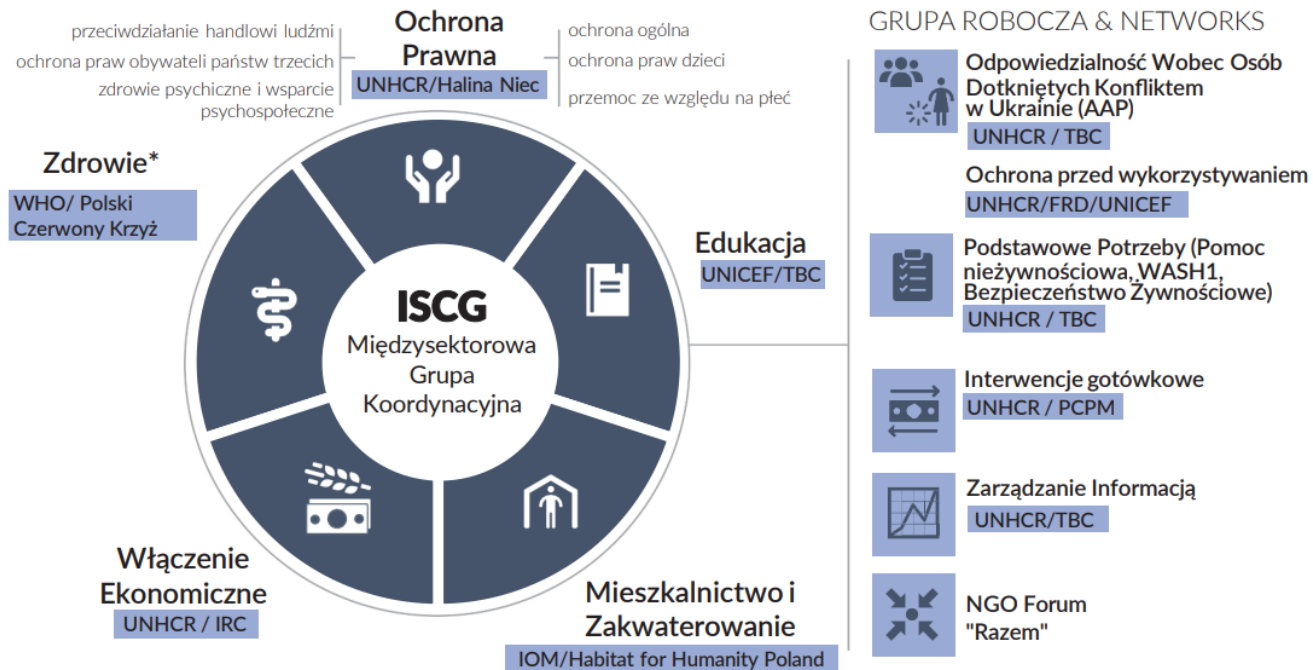 Ochrona
Prawna
UNHCR/Halina Niec
przeciwdziałanie handlowi ludźmi
ochrona praw obywateli państw trzecich
zdrowie psychiczne i wsparcie
psychospołeczne
ochrona ogólna
ochrona praw dzieci
przemoc ze względu na płeć
Zdrowie*
WHO/ Polski
Czerwony Krzyż
Edukacja
UNICEF/TBC
ISCG
Międzysektorowa
Grupa
Koordynacyjna
Włączenie
Ekonomiczne
UNHCR / IRC
Mieszkalnictwo i
Zakwaterowanie
IOM/Habitat for Humanity Poland
GRUPA ROBOCZA & NETWORKS
Odpowiedzialność Wobec Osób
Dotkniętych Konfliktem
w Ukrainie (AAP)
UNHCR / TBC
Ochrona przed wykorzystywaniem
UNHCR/FRD/UNICEF
Podstawowe Potrzeby (Pomoc
nieżywnościowa, WASH1,
Bezpieczeństwo Żywnościowe)
UNHCR / TBC
Interwencje gotówkowe
UNHCR / PCPM
Zarządzanie Informacją
UNHCR/TBC
NGO Forum
"Razem"